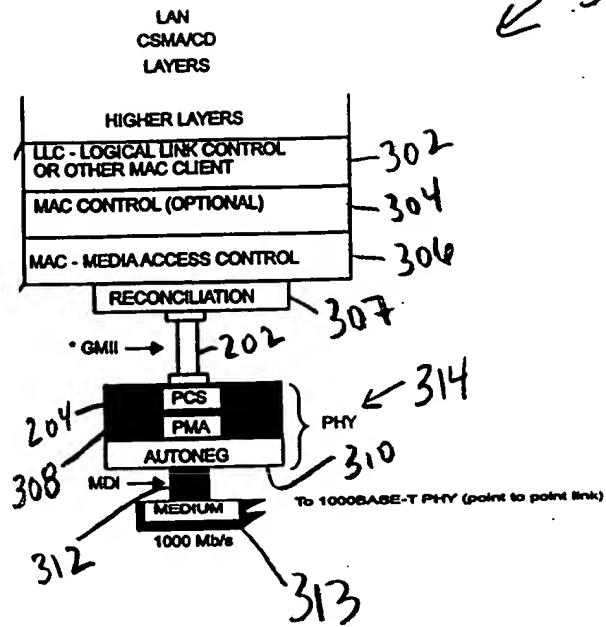 LAN
CSMA/CD
LAYERS
HIGHER LAYERS
LLC - LOGICAL LINK CONTROL
OR OTHER MAC CLIENT
302
MAC CONTROL (OPTIONAL)
304
MAC - MEDIA ACCESS CONTROL
306
RECONCILIATION
307
* GMII
202
PCS
204
PMA
308
PHY
314
AUTONEG
310
MDI
312
To 1000BASE-T PHY (point to point link)
MEDIUM
313
1000 Mb/s